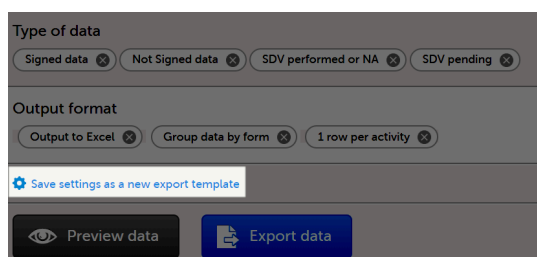 Type of data
Signed data Not Signed data SDV performed or NA SDV pending
Output format
Output to Excel Group data by form 1 row per activity
Save settings as a new export template
Preview data Export data